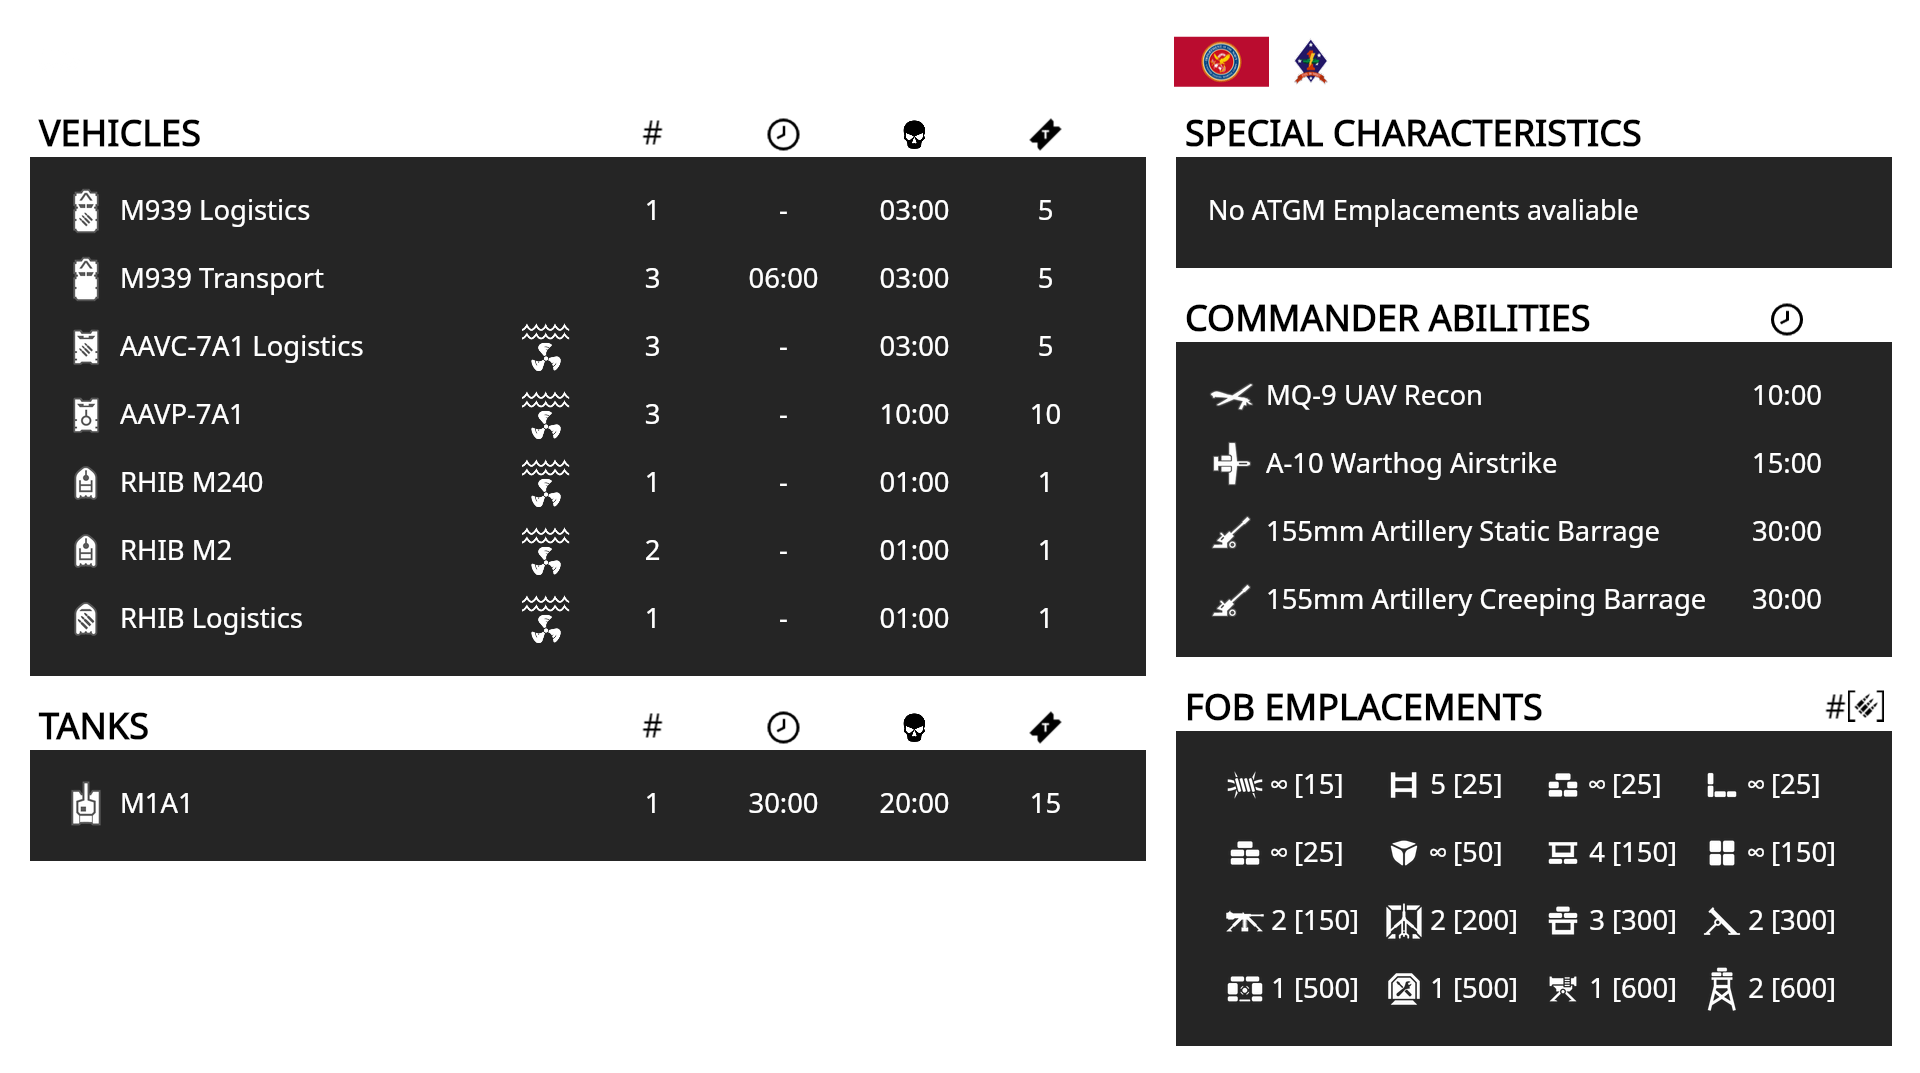 VEHICLES #
M939 Logistics 1 - 03:00 5
M939 Transport 3 06:00 03:00 5
AAVC-7A1 Logistics 3 - 03:00 5
AAVP-7A1 3 - 10:00 10
RHIB M240 1 - 01:00 1
RHIB M2 2 - 01:00 1
RHIB Logistics 1 - 01:00 1
TANKS #
M1A1 1 30:00 20:00 15
SPECIAL CHARACTERISTICS
No ATGM Emplacements avaliable
COMMANDER ABILITIES
MQ-9 UAV Recon 10:00
A-10 Warthog Airstrike 15:00
155mm Artillery Static Barrage 30:00
155mm Artillery Creeping Barrage 30:00
FOB EMPLACEMENTS #[]
∞ [15] 5 [25] ∞ [25] ∞ [25]
∞ [25] ∞ [50] 4 [150] ∞ [150]
2 [150] 2 [200] 3 [300] 2 [300]
1 [500] 1 [500] 1 [600] 2 [600]